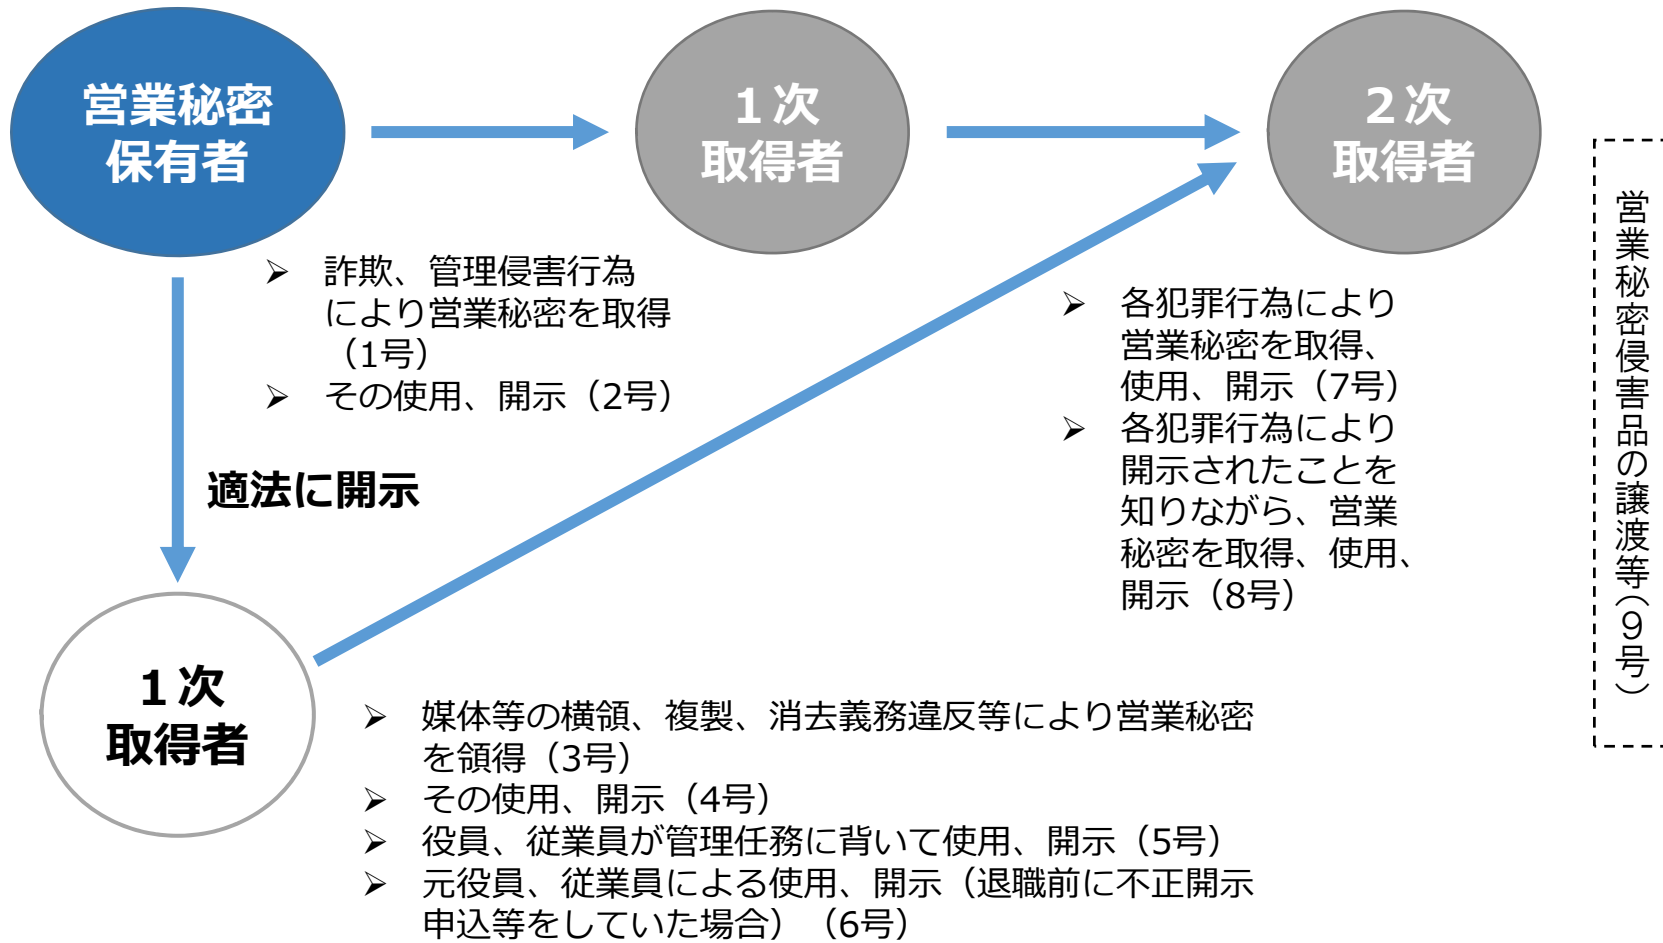 営業秘密
保有者
１次
取得者
２次
取得者
➢ 詐欺、管理侵害行為
により営業秘密を取得
（1号）
➢ その使用、開示（2号）
適法に開示
➢ 各犯罪行為により
営業秘密を取得、
使用、開示（7号）
➢ 各犯罪行為により
開示されたことを
知りながら、営業
秘密を取得、使用、
開示（8号）
営業秘密侵害品の譲渡等（９号）
１次
取得者
➢ 媒体等の横領、複製、消去義務違反等により営業秘密
を領得（3号）
➢ その使用、開示（4号）
➢ 役員、従業員が管理任務に背いて使用、開示（5号）
➢ 元役員、従業員による使用、開示（退職前に不正開示
申込等をしていた場合）（6号）